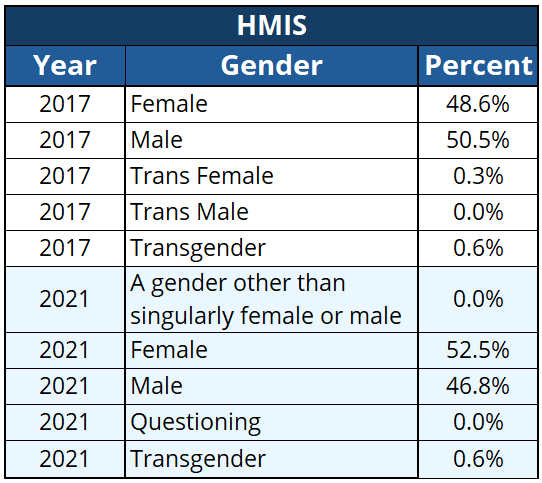 HMIS
Year Gender Percent
2017 Female 48.6%
2017 Male 50.5%
2017 Trans Female 0.3%
2017 Trans Male 0.0%
2017 Transgender 0.6%
2021 A gender other than
singularly female or male 0.0%
2021 Female 52.5%
2021 Male 46.8%
2021 Questioning 0.0%
2021 Transgender 0.6%